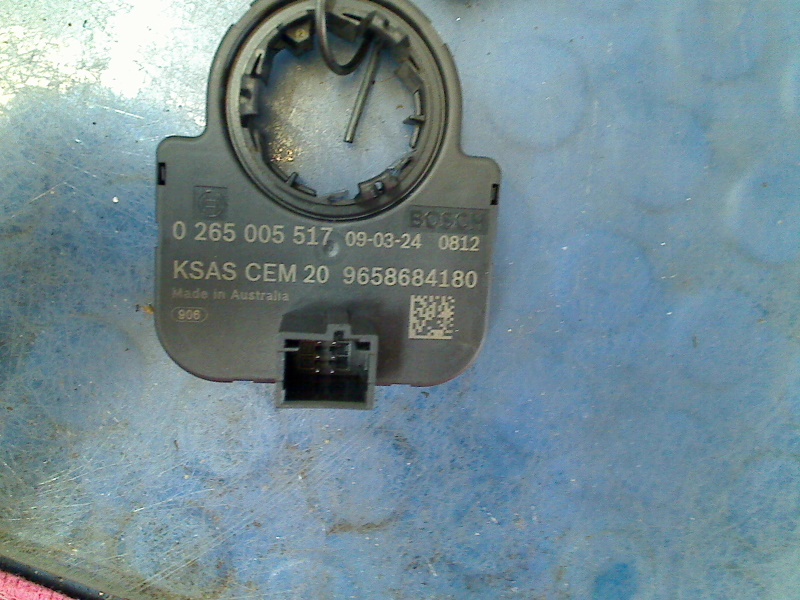 BOSCH
0 265 005 517 09-03-24 0812
KSAS CEM 20 9658684180
Made in Australia
906